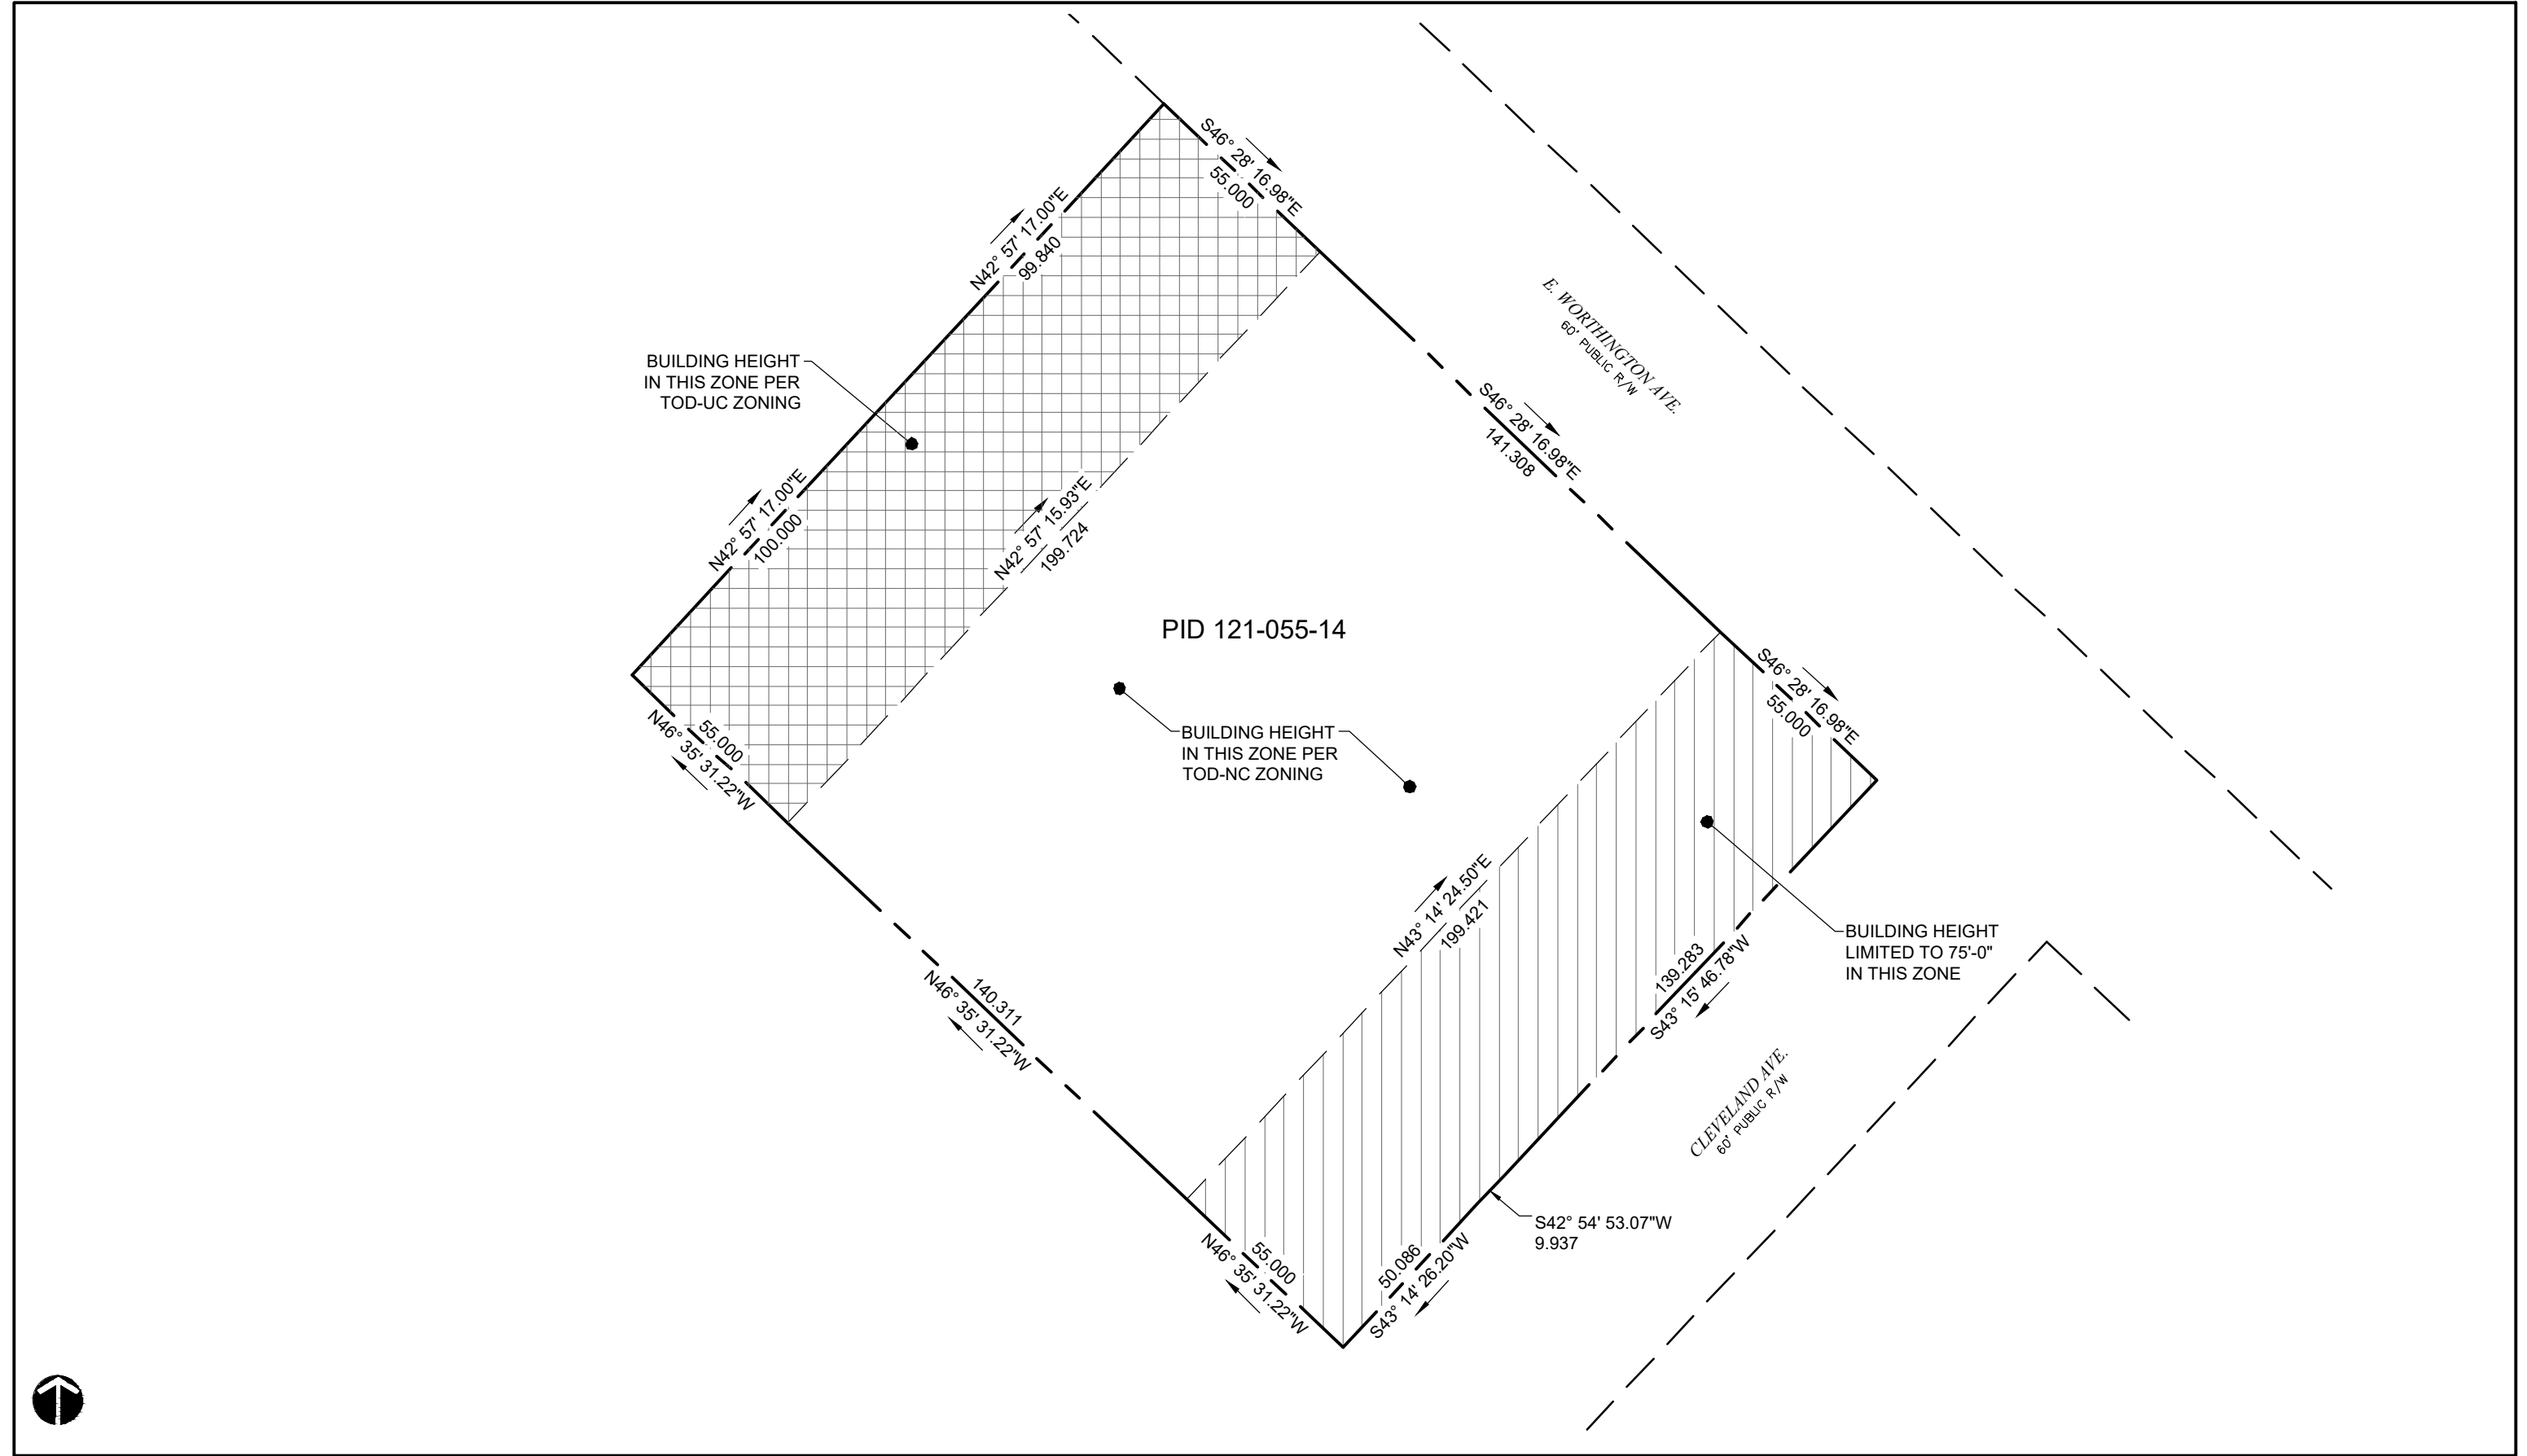 S46° 28' 16.98"E
55.000
N42° 57' 17.00"E
99.840
E. WORTHINGTON AVE.
60' PUBLIC R/W
BUILDING HEIGHT
IN THIS ZONE PER
TOD-UC ZONING
S46° 28' 16.98"E
141.308
N42° 57' 17.00"E
100.000
N42° 57' 15.93"E
199.724
PID 121-055-14
S46° 28' 16.98"E
55.000
55.000
N46° 35' 31.22"W
BUILDING HEIGHT
IN THIS ZONE PER
TOD-NC ZONING
N43° 14' 24.50"E
199.421
BUILDING HEIGHT
LIMITED TO 75'-0"
IN THIS ZONE
139.283
S43° 15' 46.78"W
140.311
N46° 35' 31.22"W
CLEVELAND AVE.
60' PUBLIC R/W
S42° 54' 53.07"W
9.937
55.000
N46° 35' 31.22"W
50.086
S43° 14' 26.20"W